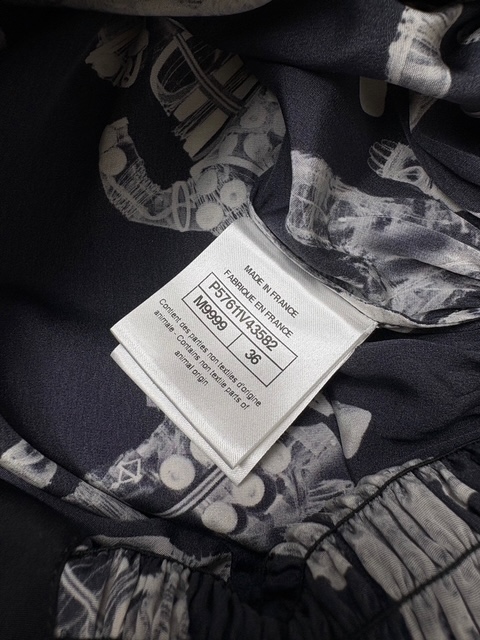 MADE IN FRANCE
FABRIQUE EN FRANCE
P57611V43582
M9999 36
Contient des parties non textiles d'origine
animale - Contains non textile parts of
animal origin